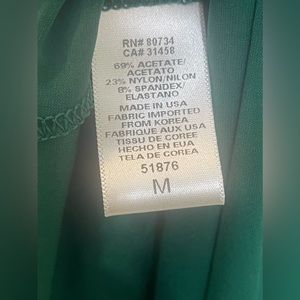 RN# 80734
CA# 31458
69% ACETATE/
ACETATO
23% NYLON/NILON
8% SPANDEX/
ELASTANO
MADE IN USA
FABRIC IMPORTED
FROM KOREA
FABRIQUE AUX USA
TISSU DE COREE
HECHO EN EUA
TELA DE COREA
51876
M